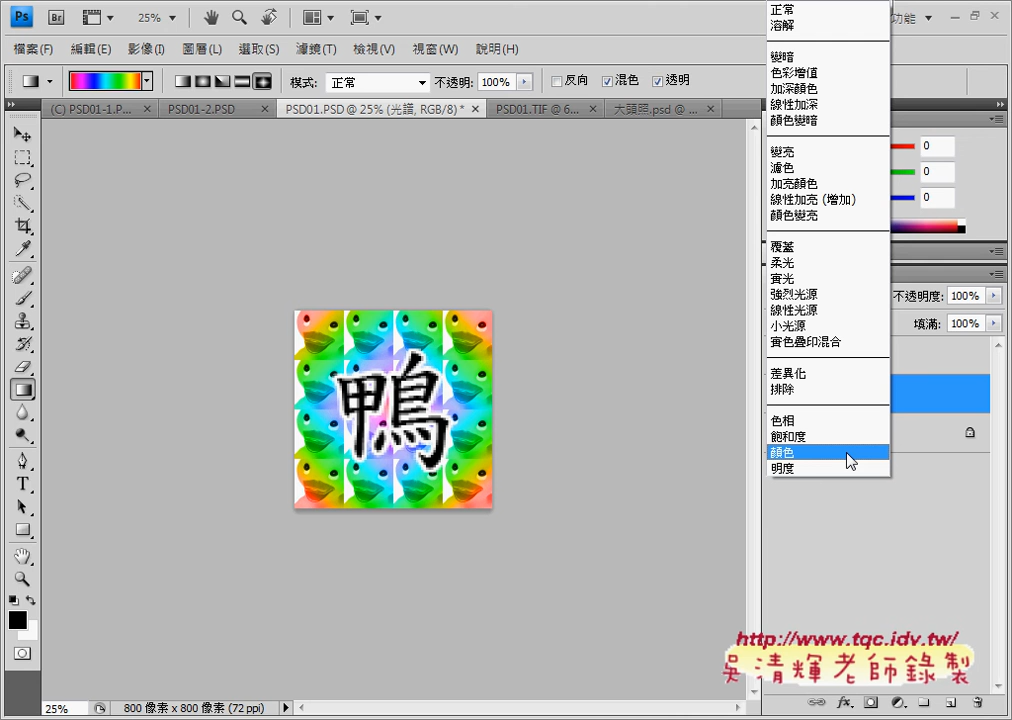 Ps
Br
25%
正常
溶解
變暗
色彩增值
加深顏色
線性加深
顏色變暗
變亮
濾色
加亮顏色
線性加亮 (增加)
顏色變亮
覆蓋
柔光
實光
強烈光源
線性光源
小光源
實色疊印混合
差異化
排除
色相
飽和度
顏色
明度
功能
檔案(F)
編輯(E)
影像(I)
圖層(L)
選取(S)
濾鏡(T)
檢視(V)
視窗(W)
說明(H)
模式: 正常
不透明: 100%
反向
混色
透明
(C) PSD01-1.P...
PSD01-2.PSD
PSD01.PSD @ 25% (光譜, RGB/8) *
PSD01.TIF @ 6...
大頭照.psd @ ...
0
0
0
不透明度: 100%
填滿: 100%
鴨
T
http://www.tqc.idv.tw/
吳清輝老師錄製
25%
800 像素 x 800 像素 (72 ppi)
fx